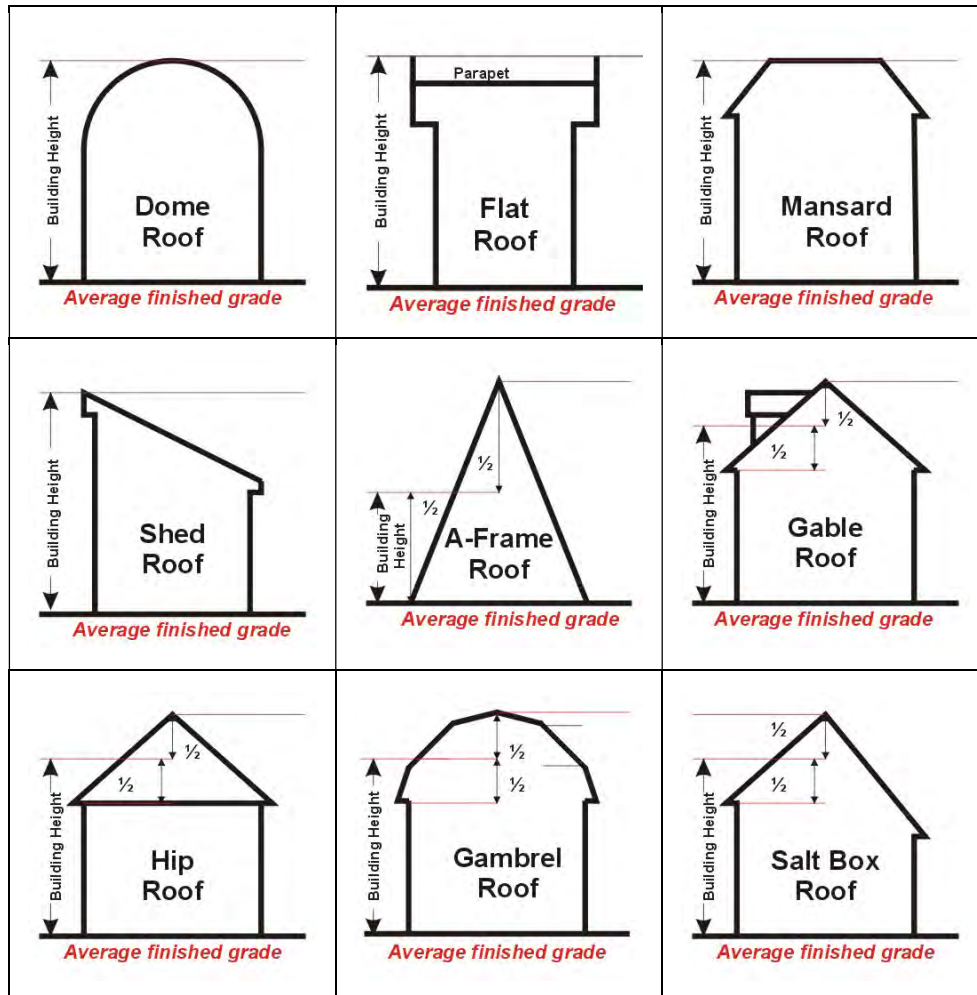 Building Height
Dome
Roof
Average finished grade
Building Height
Parapet
Flat
Roof
Average finished grade
Building Height
Mansard
Roof
Average finished grade
Building Height
Shed
Roof
Average finished grade
½
½
Building
Height
A-Frame
Roof
Average finished grade
½
½
Building Height
Gable
Roof
Average finished grade
½
½
Building Height
Hip
Roof
Average finished grade
½
½
Building Height
Gambrel
Roof
Average finished grade
½
½
Building Height
Salt Box
Roof
Average finished grade